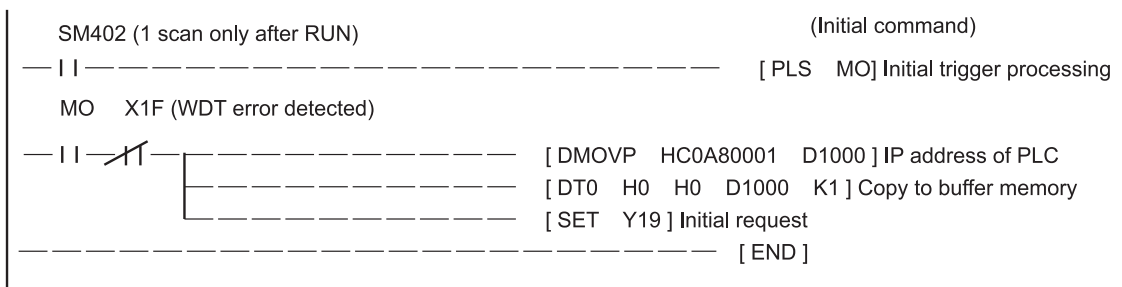 (Initial command)
SM402 (1 scan only after RUN)
[ PLS MO] Initial trigger processing
MO X1F (WDT error detected)
[ DMOVP HC0A80001 D1000 ] IP address of PLC
[ DT0 H0 H0 D1000 K1 ] Copy to buffer memory
[ SET Y19 ] Initial request
[ END ]